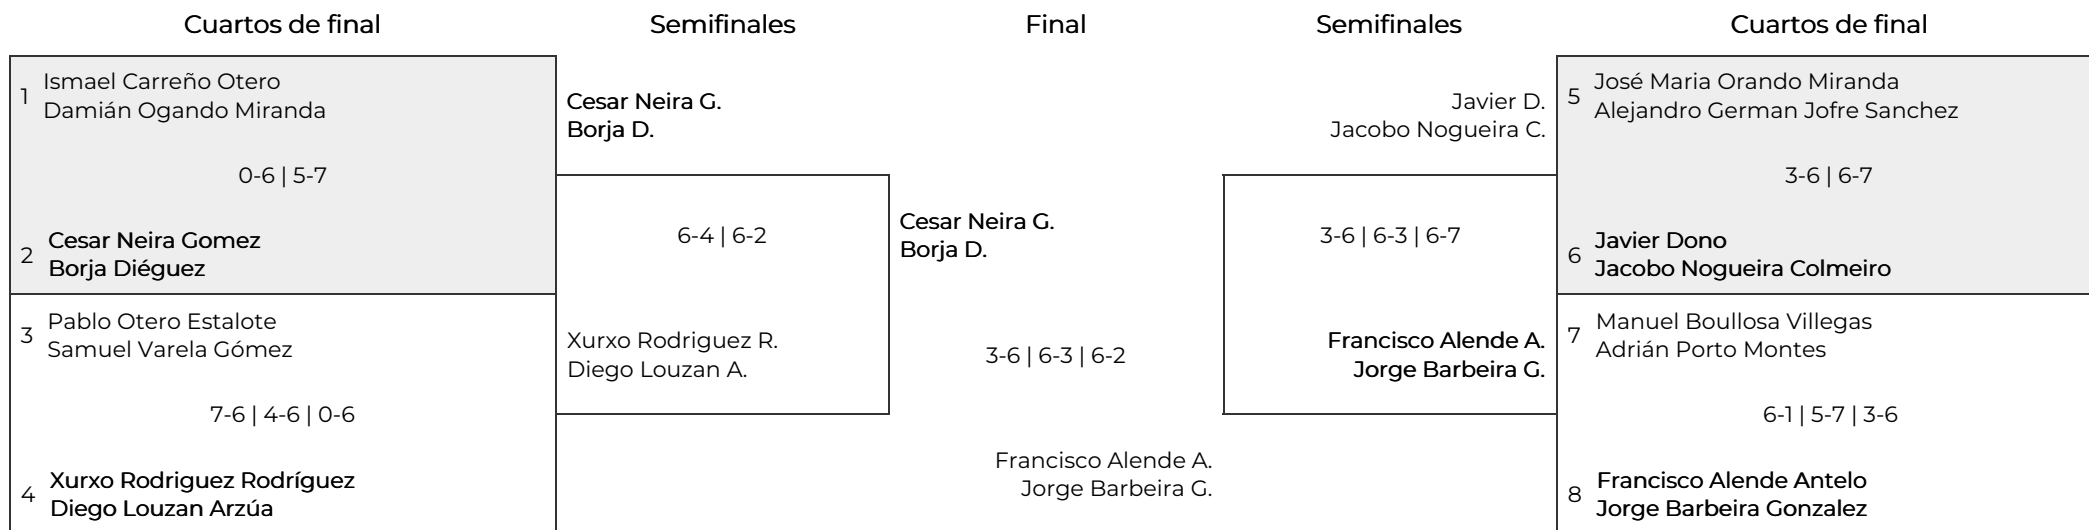 Cuartos de final
Semifinales
Final
Semifinales
Cuartos de final
1
Ismael Carreño Otero
Damián Ogando Miranda
0-6 | 5-7
2
Cesar Neira Gomez
Borja Diéguez
3
Pablo Otero Estalote
Samuel Varela Gómez
7-6 | 4-6 | 0-6
4
Xurxo Rodriguez Rodríguez
Diego Louzan Arzúa
Cesar Neira G.
Borja D.
6-4 | 6-2
Xurxo Rodriguez R.
Diego Louzan A.
Cesar Neira G.
Borja D.
3-6 | 6-3 | 6-2
Francisco Alende A.
Jorge Barbeira G.
Javier D.
Jacobo Nogueira C.
3-6 | 6-3 | 6-7
Francisco Alende A.
Jorge Barbeira G.
5
José Maria Orando Miranda
Alejandro German Jofre Sanchez
3-6 | 6-7
6
Javier Dono
Jacobo Nogueira Colmeiro
7
Manuel Boullosa Villegas
Adrián Porto Montes
6-1 | 5-7 | 3-6
8
Francisco Alende Antelo
Jorge Barbeira Gonzalez